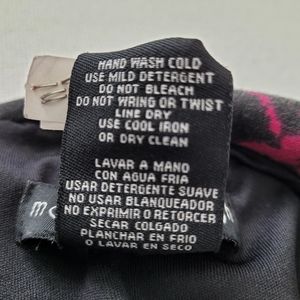 HAND WASH COLD
USE MILD DETERGENT
DO NOT BLEACH
DO NOT WRING OR TWIST
LINE DRY
USE COOL IRON
OR DRY CLEAN
LAVAR A MANO
CON AGUA FRIA
USAR DETERGENTE SUAVE
NO USAR BLANQUEADOR
NO EXPRIMIR O RETORCER
SECAR COLGADO
PLANCHAR EN FRIO
O LAVAR EN SECO